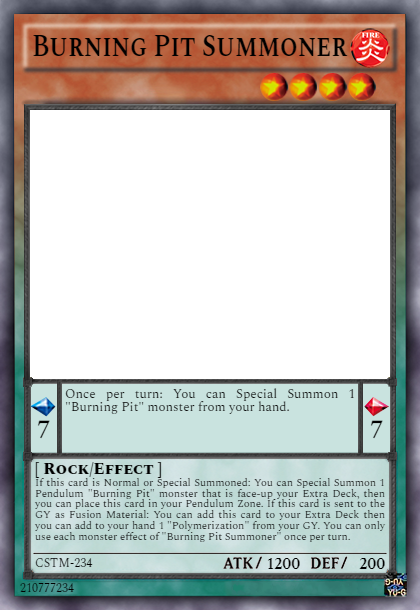 BURNING PIT SUMMONER
FIRE
炎
Once per turn: You can Special Summon 1
"Burning Pit" monster from your hand.
7
7
[ ROCK/EFFECT ]
If this card is Normal or Special Summoned: You can Special Summon 1
Pendulum "Burning Pit" monster that is face-up your Extra Deck, then
you can place this card in your Pendulum Zone. If this card is sent to the
GY as Fusion Material: You can add this card to your Extra Deck then
you can add to your hand 1 "Polymerization" from your GY. You can only
use each monster effect of "Burning Pit Summoner" once per turn.
CSTM-234
ATK/ 1200 DEF/ 200
210777234